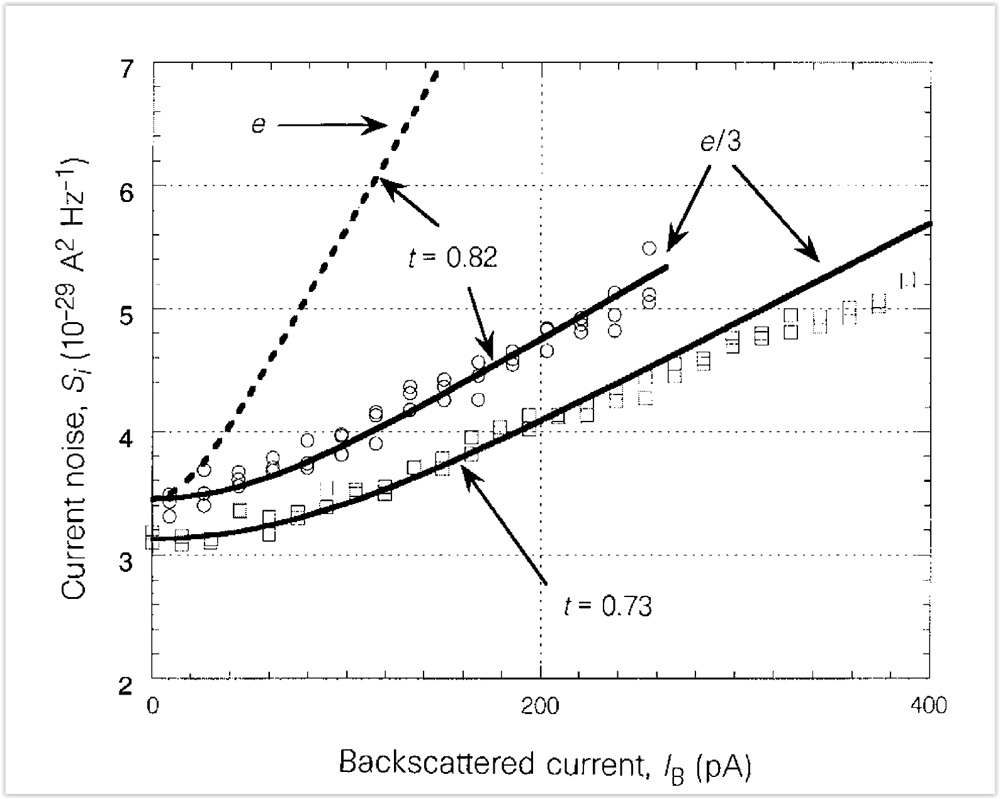 7
6
5
4
3
2
0
200
400
e
e/3
t = 0.82
t = 0.73
Current noise, Sᵢ (10⁻²⁹ A² Hz⁻¹)
Backscattered current, I_B (pA)